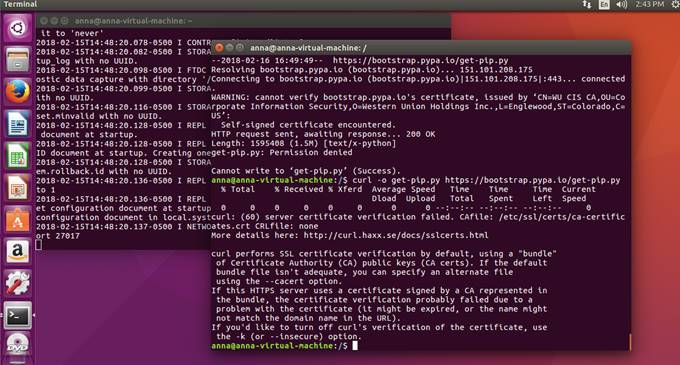 Terminal
En
2:43 PM
anna@anna-virtual-machine: ~
it to 'never'
2018-02-15T14:48:20.078-0500 I CONTR
2018-02-15T14:48:20.082-0500 I STORA
tup_log with no UUID.
2018-02-15T14:48:20.098-0500 I FTDC
ostic data capture with directory '/
2018-02-15T14:48:20.099-0500 I STORA
ith no UUID.
2018-02-15T14:48:20.116-0500 I STORA
set.minvalid with no UUID.
2018-02-15T14:48:20.128-0500 I REPL
document at startup.
2018-02-15T14:48:20.128-0500 I REPL
ID document at startup. Creating one
2018-02-15T14:48:20.130-0500 I STORA
em.rollback.id with no UUID.
2018-02-15T14:48:20.136-0500 I REPL
to 1
2018-02-15T14:48:20.136-0500 I REPL
et configuration document at startup
configuration document in local.syst
2018-02-15T14:48:20.137-0500 I NETWO
ort 27017
anna@anna-virtual-machine: /
--2018-02-16 16:49:49-- https://bootstrap.pypa.io/get-pip.py
Resolving bootstrap.pypa.io (bootstrap.pypa.io)... 151.101.208.175
Connecting to bootstrap.pypa.io (bootstrap.pypa.io)|151.101.208.175|:443... connected
.
WARNING: cannot verify bootstrap.pypa.io's certificate, issued by ‘CN=WU CIS CA,OU=Co
rporate Information Security,O=Western Union Holdings Inc.,L=Englewood,ST=Colorado,C=
US’:
Self-signed certificate encountered.
HTTP request sent, awaiting response... 200 OK
Length: 1595408 (1.5M) [text/x-python]
get-pip.py: Permission denied
Cannot write to ‘get-pip.py’ (Success).
anna@anna-virtual-machine:/$ curl -o get-pip.py https://bootstrap.pypa.io/get-pip.py
% Total % Received % Xferd Average Speed Time Time Time Current
Dload Upload Total Spent Left Speed
0 0 0 0 0 0 0 0 --:--:-- --:--:-- --:--:-- 0
curl: (60) server certificate verification failed. CAfile: /etc/ssl/certs/ca-certific
ates.crt CRLfile: none
More details here: http://curl.haxx.se/docs/sslcerts.html
curl performs SSL certificate verification by default, using a "bundle"
of Certificate Authority (CA) public keys (CA certs). If the default
bundle file isn't adequate, you can specify an alternate file
using the --cacert option.
If this HTTPS server uses a certificate signed by a CA represented in
the bundle, the certificate verification probably failed due to a
problem with the certificate (it might be expired, or the name might
not match the domain name in the URL).
If you'd like to turn off curl's verification of the certificate, use
the -k (or --insecure) option.
anna@anna-virtual-machine:/$